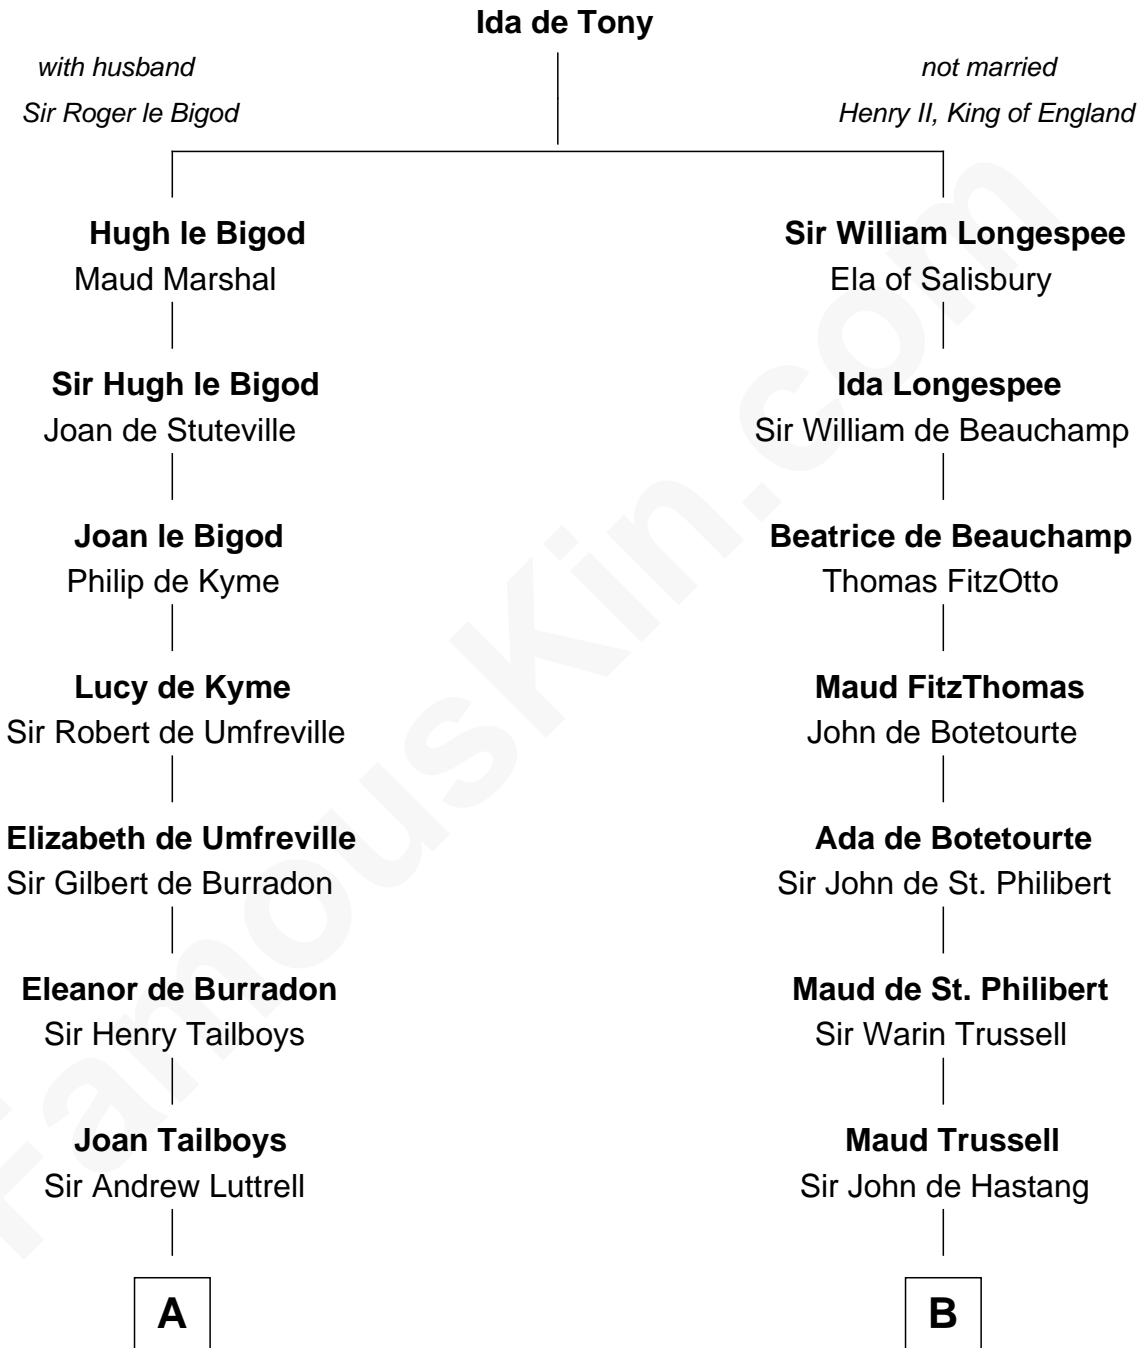 Ida de Tony
with husband
Sir Roger le Bigod
not married
Henry II, King of England
Hugh le Bigod
Maud Marshal
Sir William Longespee
Ela of Salisbury
Sir Hugh le Bigod
Joan de Stuteville
Ida Longespee
Sir William de Beauchamp
Joan le Bigod
Philip de Kyme
Beatrice de Beauchamp
Thomas FitzOtto
Lucy de Kyme
Sir Robert de Umfreville
Maud FitzThomas
John de Botetourte
Elizabeth de Umfreville
Sir Gilbert de Burradon
Ada de Botetourte
Sir John de St. Philibert
Eleanor de Burradon
Sir Henry Tailboys
Maud de St. Philibert
Sir Warin Trussell
Joan Tailboys
Sir Andrew Luttrell
Maud Trussell
Sir John de Hastang
A
B
FamousKin.com